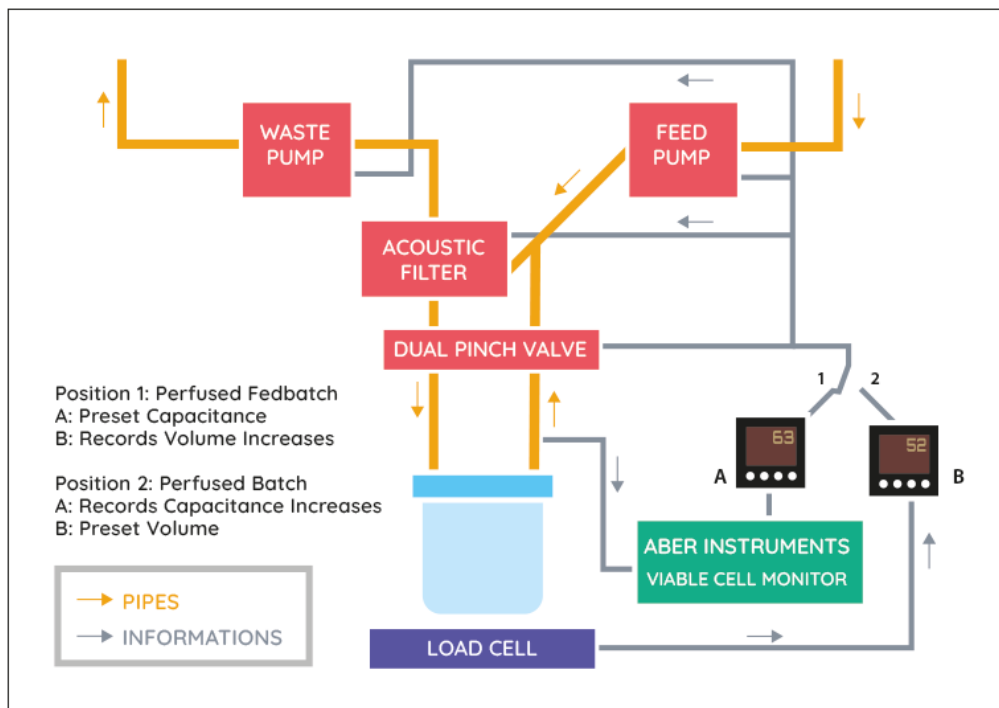 WASTE
PUMP
FEED
PUMP
ACOUSTIC
FILTER
DUAL PINCH VALVE
Position 1: Perfused Fedbatch
A: Preset Capacitance
B: Records Volume Increases
Position 2: Perfused Batch
A: Records Capacitance Increases
B: Preset Volume
1
2
63
52
A
B
ABER INSTRUMENTS
VIABLE CELL MONITOR
PIPES
INFORMATIONS
LOAD CELL